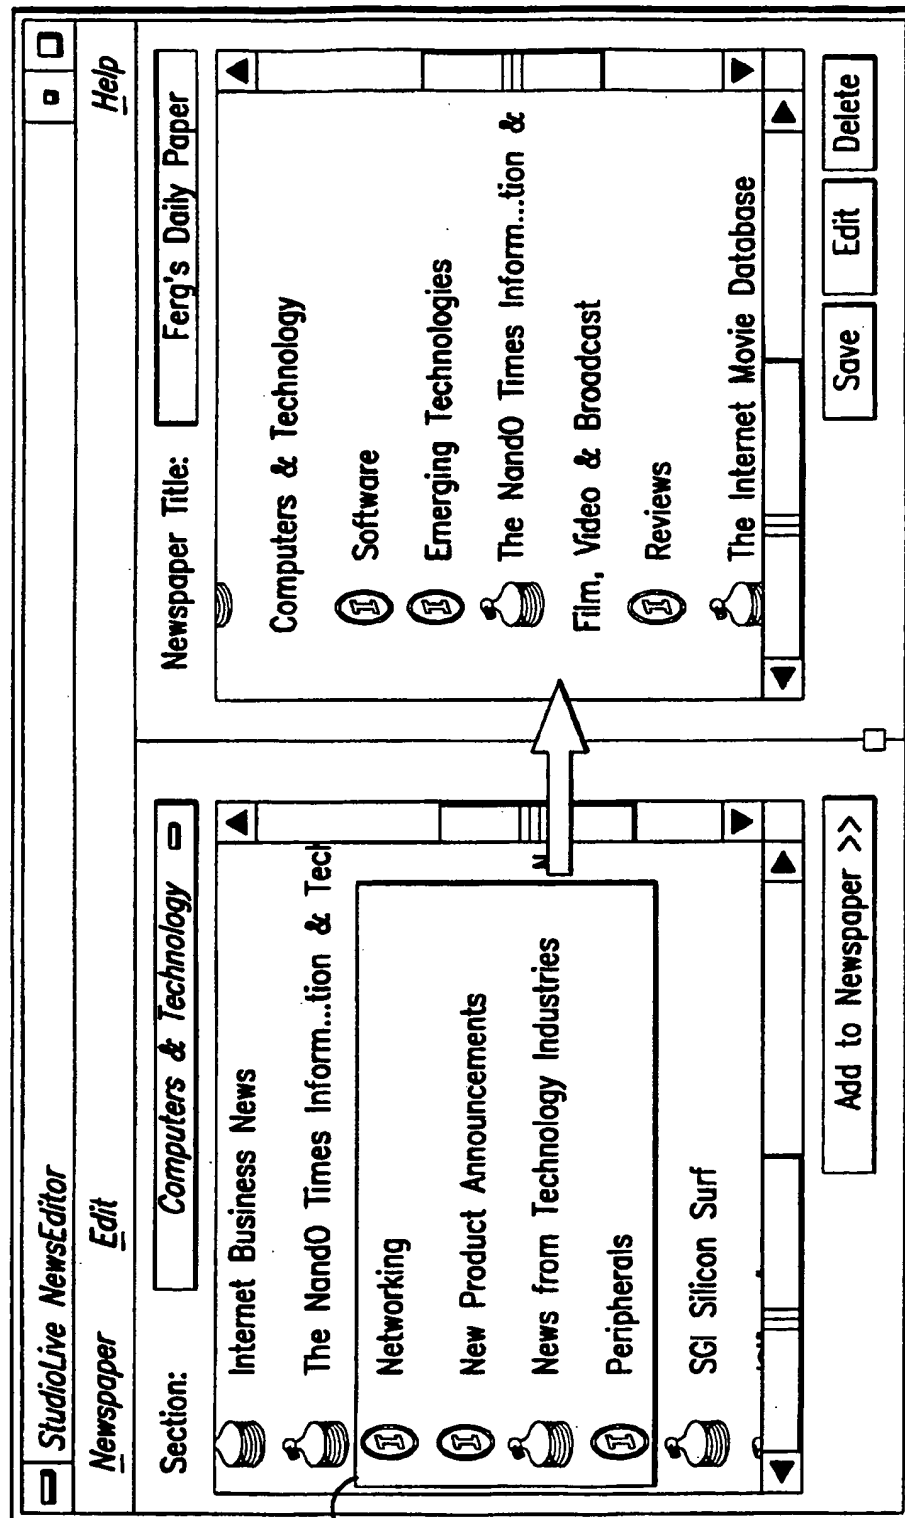 StudioLive NewsEditor
Newspaper Edit Help
Section: Computers & Technology
Internet Business News
The NandO Times Inform...tion & Tech
Networking
New Product Announcements
News from Technology Industries
Peripherals
SGI Silicon Surf
Add to Newspaper >>
Newspaper Title: Ferg's Daily Paper
Computers & Technology
Software
Emerging Technologies
The NandO Times Inform...tion &
Film, Video & Broadcast
Reviews
The Internet Movie Database
Save Edit Delete